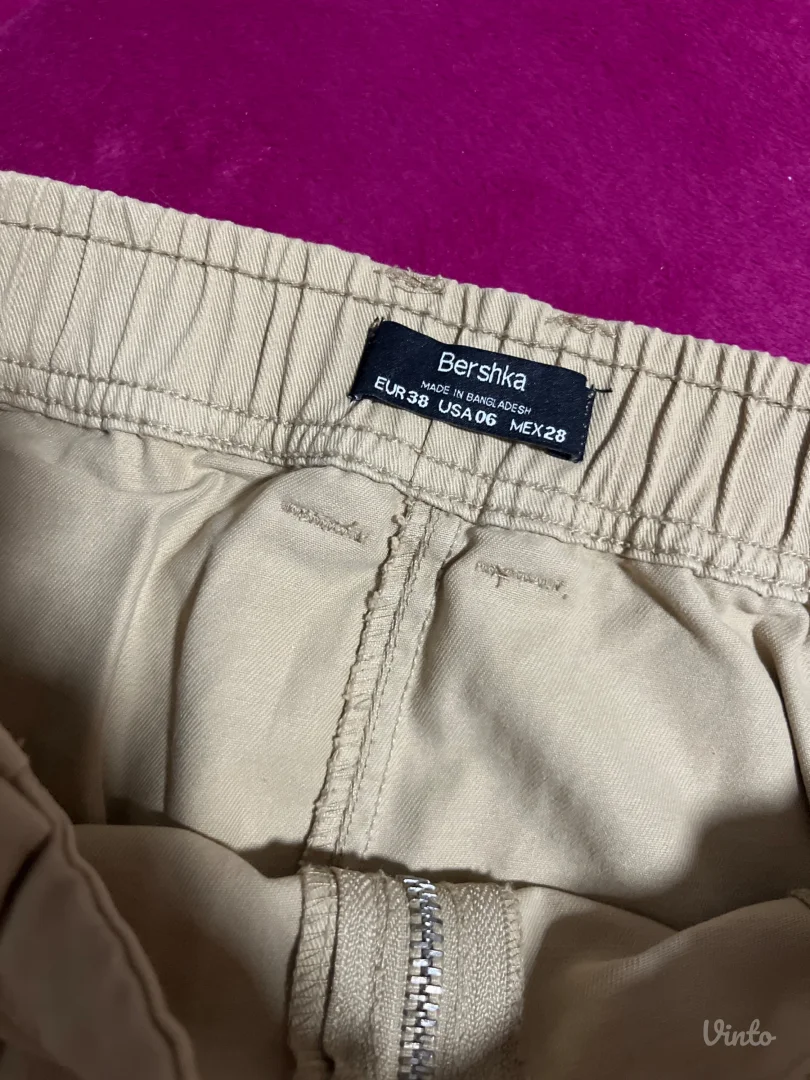 Bershka
MADE IN BANGLADESH
EUR38 USA06 MEX28
Vinto